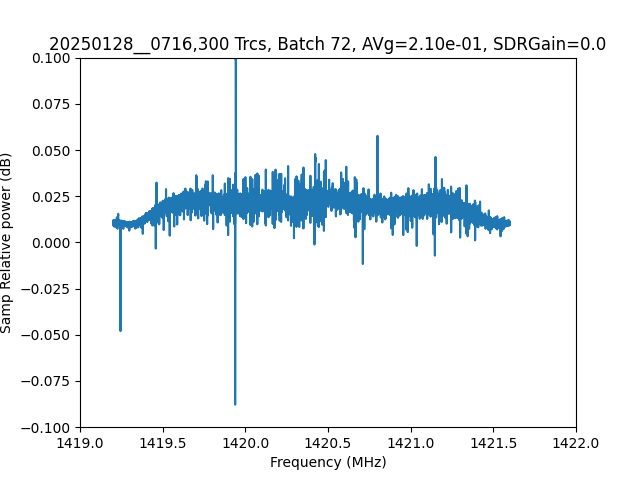 20250128__0716,300 Trcs, Batch 72, AVg=2.10e-01, SDRGain=0.0
0.100
0.075
0.050
0.025
0.000
−0.025
−0.050
−0.075
−0.100
Samp Relative power (dB)
1419.0 1419.5 1420.0 1420.5 1421.0 1421.5 1422.0
Frequency (MHz)